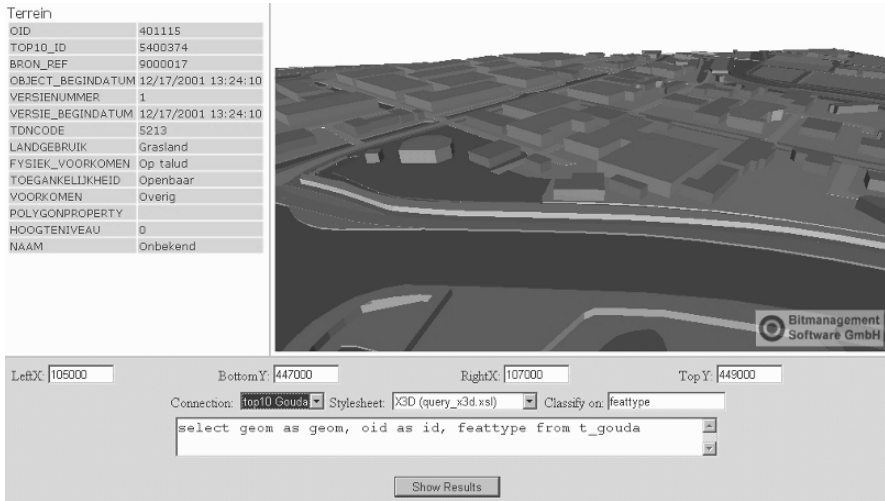 Terrein
OID 401115
TOP10_ID 5400374
BRON_REF 9000017
OBJECT_BEGINDATUM 12/17/2001 13:24:10
VERSIENUMMER 1
VERSIE_BEGINDATUM 12/17/2001 13:24:10
TDNCODE 5213
LANDGEBRUIK Grasland
FYSIEK_VOORKOMEN Op talud
TOEGANKELIJKHEID Openbaar
VOORKOMEN Overig
POLYGONPROPERTY
HOOGTENIVEAU 0
NAAM Onbekend
Bitmanagement
Software GmbH
LeftX: 105000 BottomY: 447000 RightX: 107000 TopY: 449000
Connection: top10 Gouda Stylesheet: X3D (query_x3d.xsl) Classify on: feattype
select geom as geom, oid as id, feattype from t_gouda
Show Results